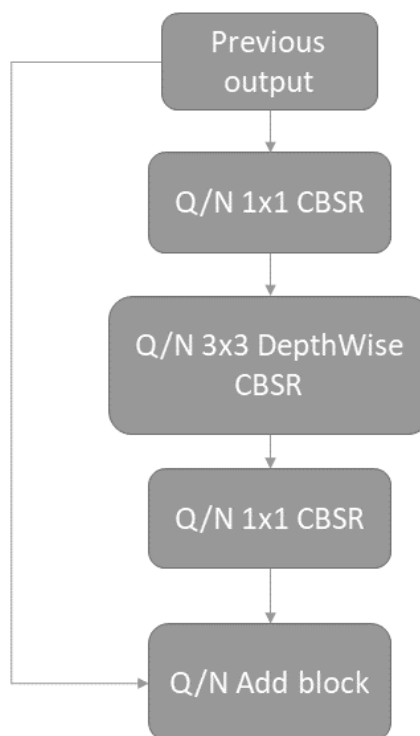 Previous
output
Q/N 1x1 CBSR
Q/N 3x3 DepthWise
CBSR
Q/N 1x1 CBSR
Q/N Add block